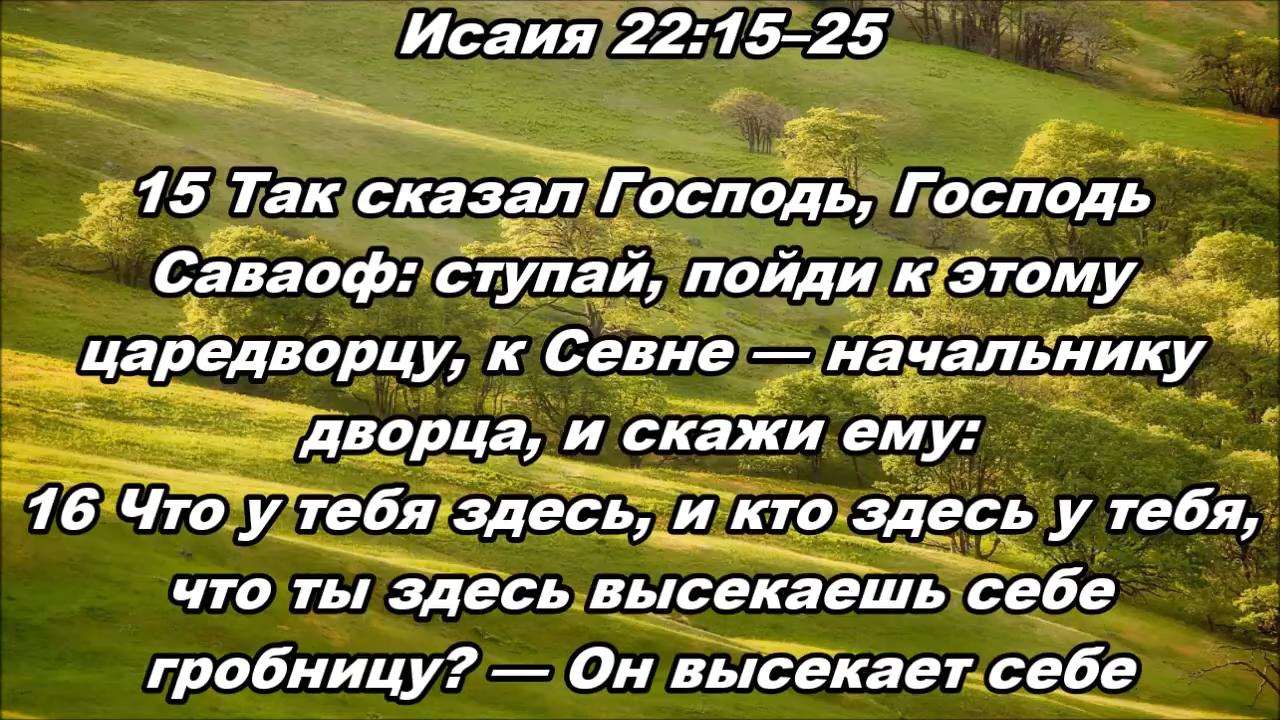 Исаия 22:15–25
15 Так сказал Господь, Господь
Саваоф: ступай, пойди к этому
царедворцу, к Севне — начальнику
дворца, и скажи ему:
16 Что у тебя здесь, и кто здесь у тебя,
что ты здесь высекаешь себе
гробницу? — Он высекает себе